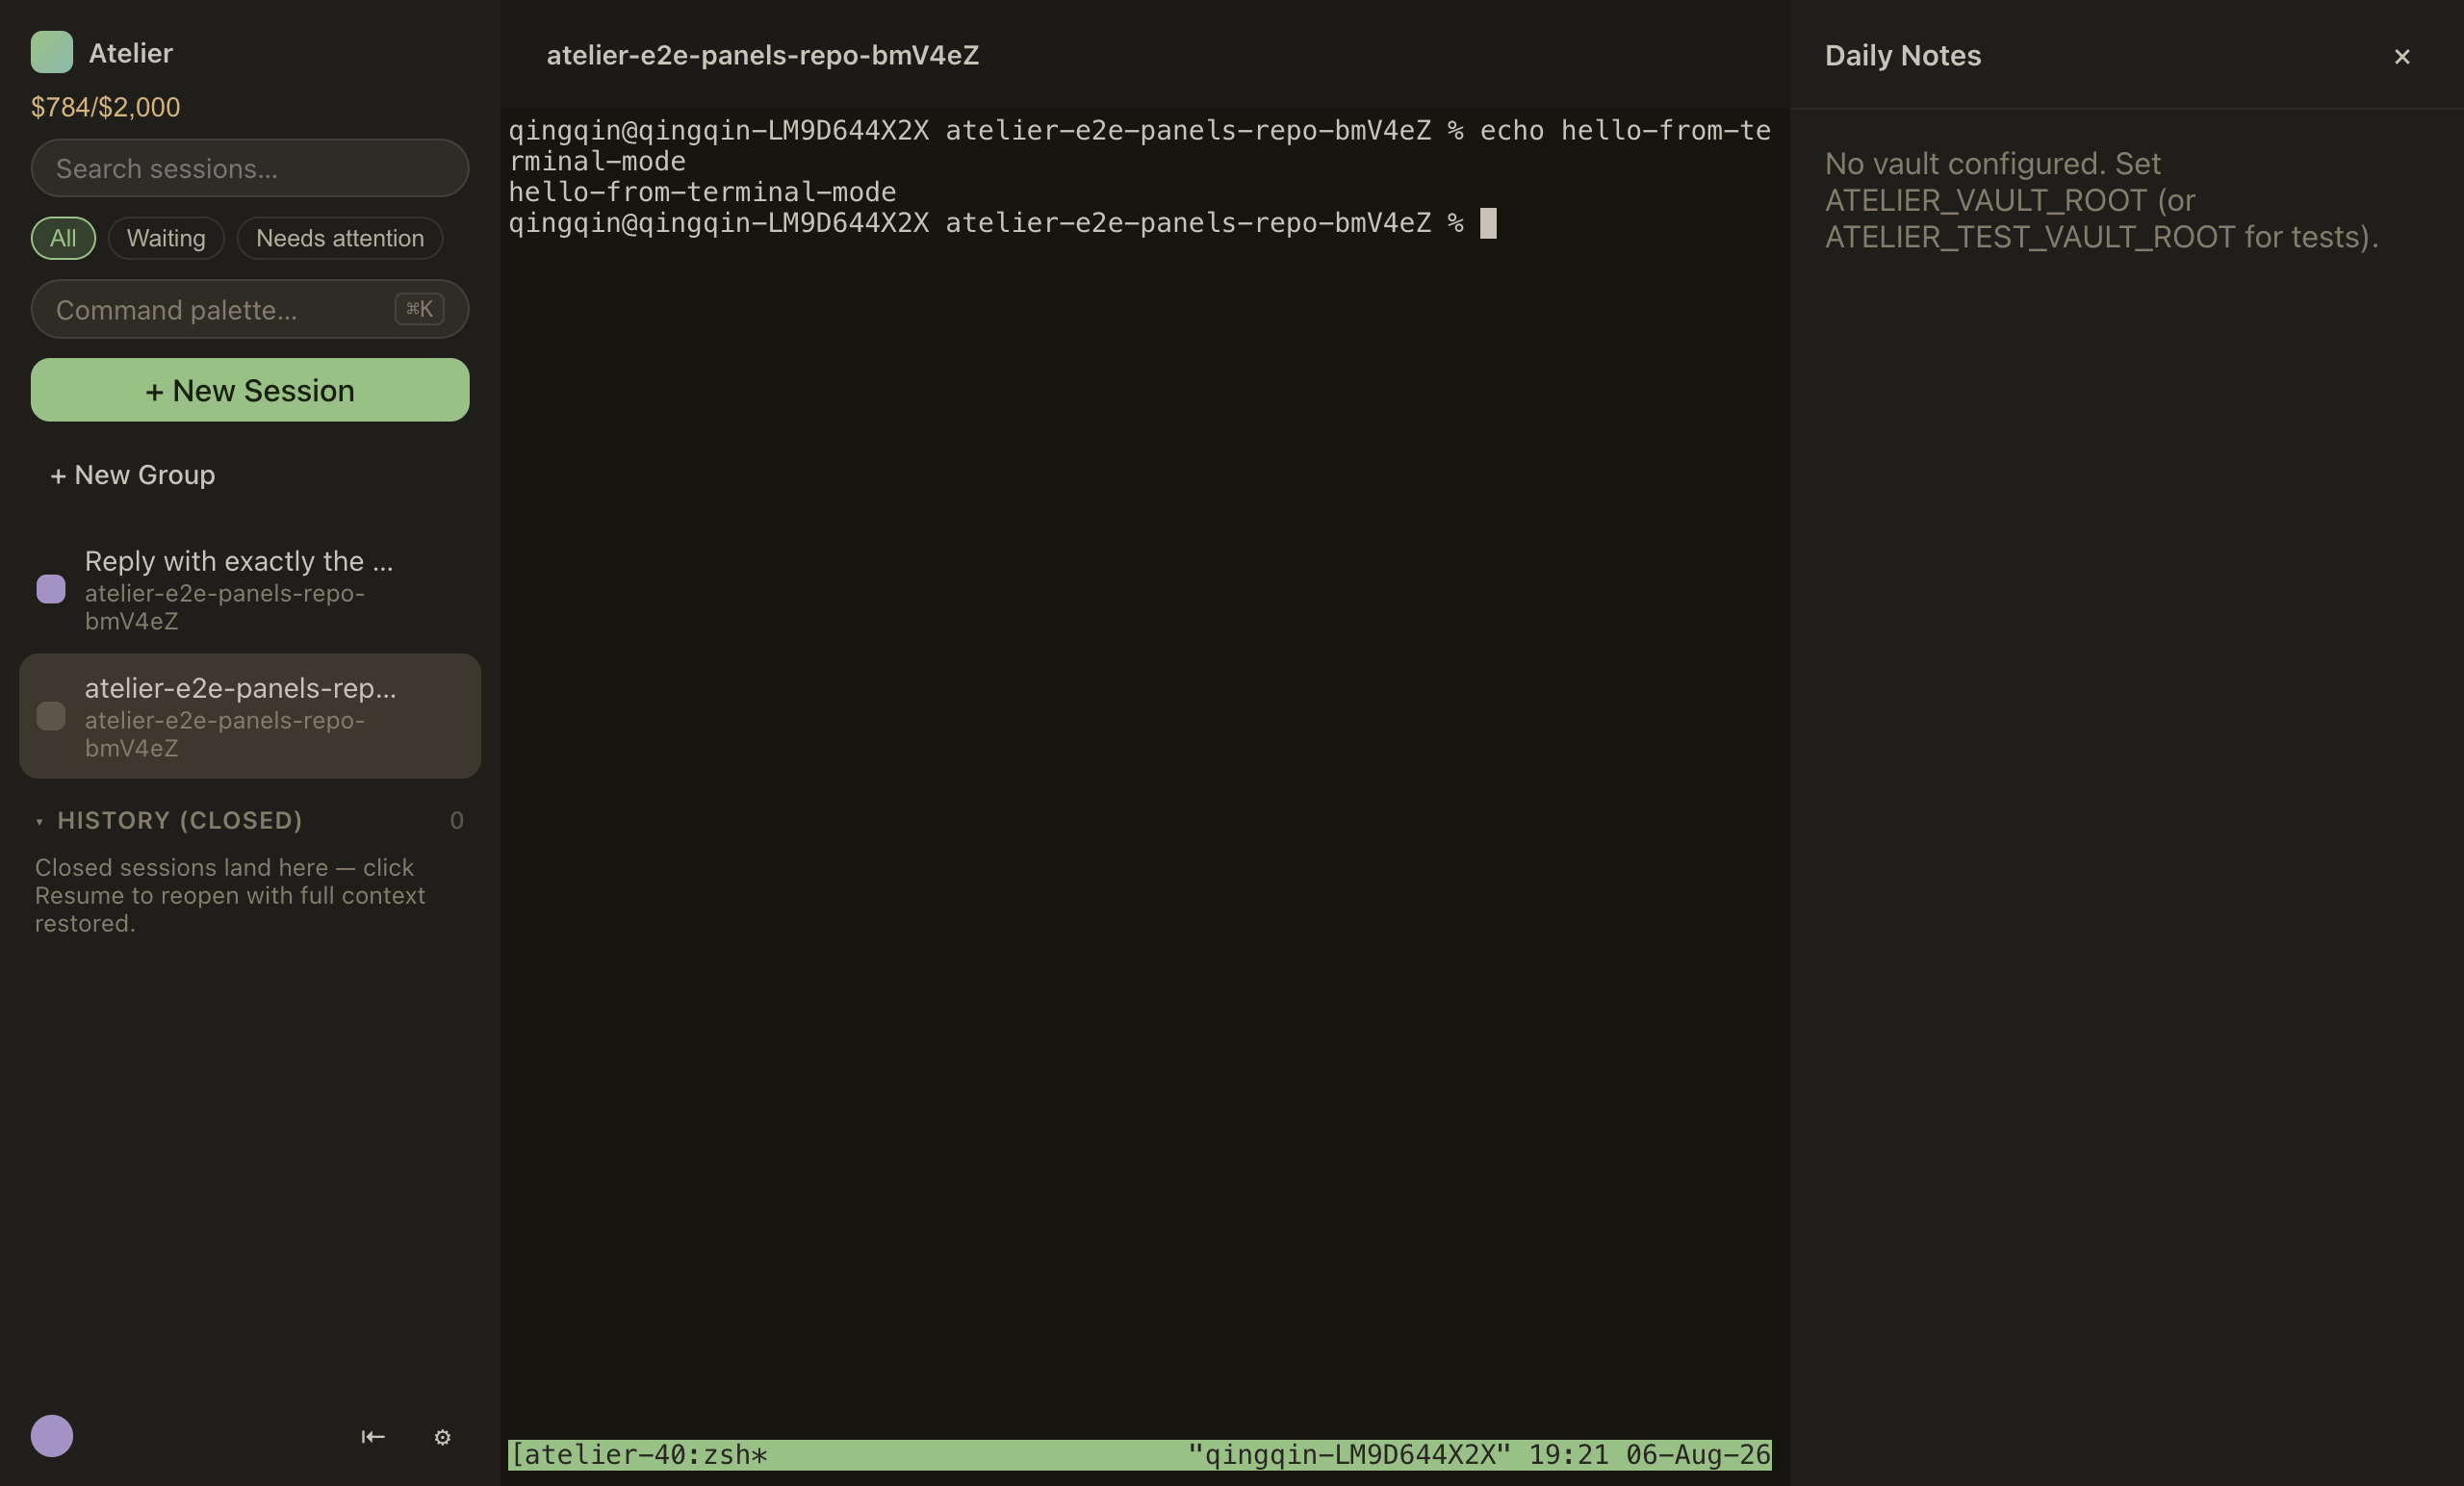 Atelier
$784/$2,000
Search sessions...
All
Waiting
Needs attention
Command palette...
⌘K
+ New Session
+ New Group
Reply with exactly the ...
atelier-e2e-panels-repo-
bmV4eZ
atelier-e2e-panels-rep...
atelier-e2e-panels-repo-
bmV4eZ
▾ HISTORY (CLOSED) 0
Closed sessions land here — click
Resume to reopen with full context
restored.
atelier-e2e-panels-repo-bmV4eZ
qingqin@qingqin-LM9D644X2X atelier-e2e-panels-repo-bmV4eZ % echo hello-from-te
rminal-mode
hello-from-terminal-mode
qingqin@qingqin-LM9D644X2X atelier-e2e-panels-repo-bmV4eZ %
[atelier-40:zsh* "qingqin-LM9D644X2X" 19:21 06-Aug-26
Daily Notes
×
No vault configured. Set
ATELIER_VAULT_ROOT (or
ATELIER_TEST_VAULT_ROOT for tests).